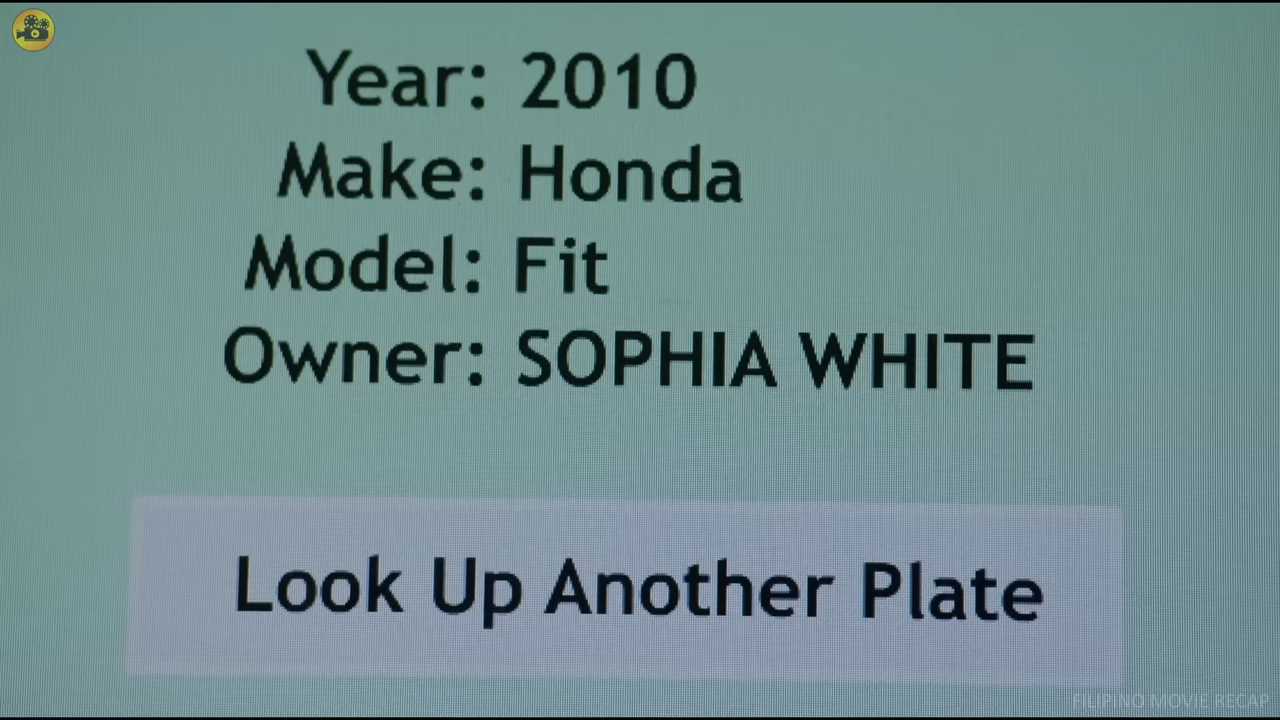 Year: 2010
Make: Honda
Model: Fit
Owner: SOPHIA WHITE
Look Up Another Plate
FILIPINO MOVIE RECAP